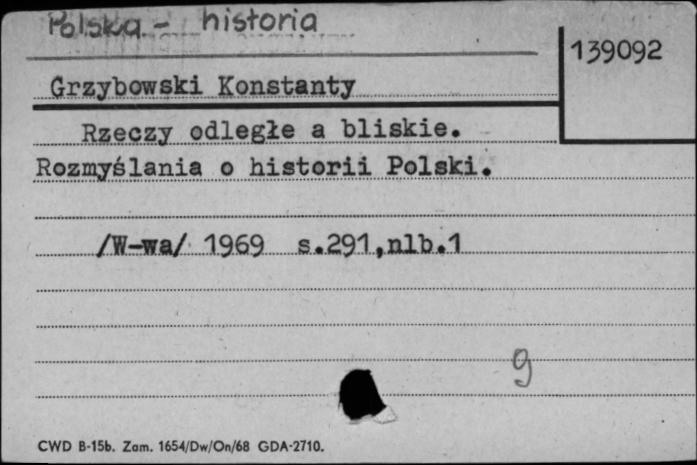 Polska - historia
139092
Grzybowski Konstanty
Rzeczy odległe a bliskie.
Rozmyślania o historii Polski.
/W-wa/ 1969 s.291,nlb.1
g
CWD B-15b. Zam. 1654/Dw/On/68 GDA-2710.